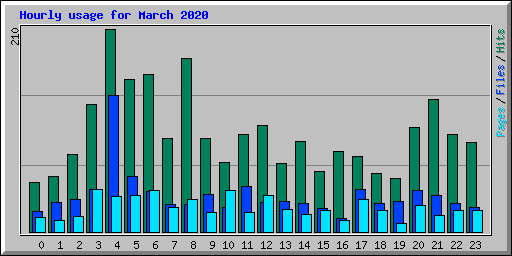 Hourly usage for March 2020
210
Pages / Files / Hits
0 1 2 3 4 5 6 7 8 9 10 11 12 13 14 15 16 17 18 19 20 21 22 23